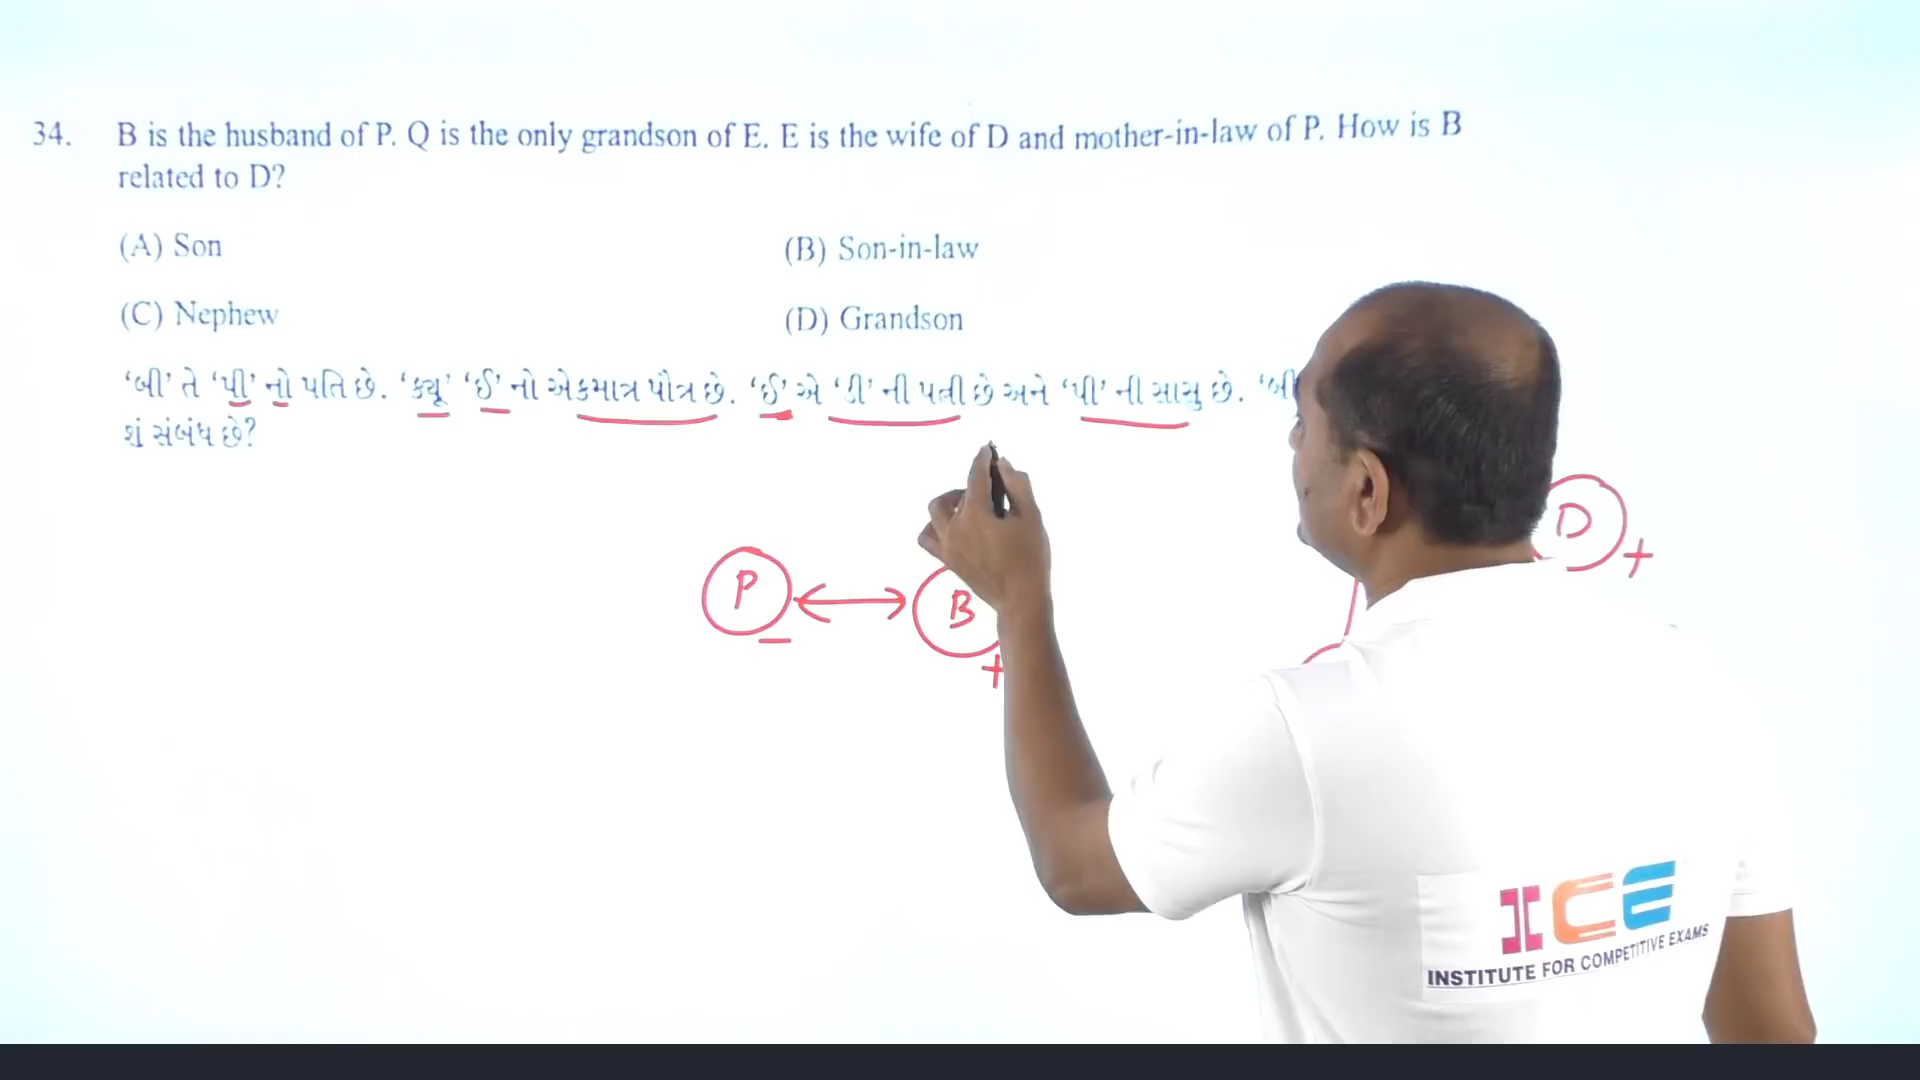 34. B is the husband of P. Q is the only grandson of E. E is the wife of D and mother-in-law of P. How is B
related to D?
(A) Son
(B) Son-in-law
(C) Nephew
(D) Grandson
‘બી’ તે ‘પી’ નો પતિ છે. ‘ક્યૂ’ ‘ઈ’ નો એકમાત્ર પૌત્ર છે. ‘ઈ’ એ ‘ડી’ ની પત્ની છે અને ‘પી’ ની સાસુ છે. ‘બી
શું સંબંધ છે?
D
+
P
B
−
+
ICE
INSTITUTE FOR COMPETITIVE EXAMS